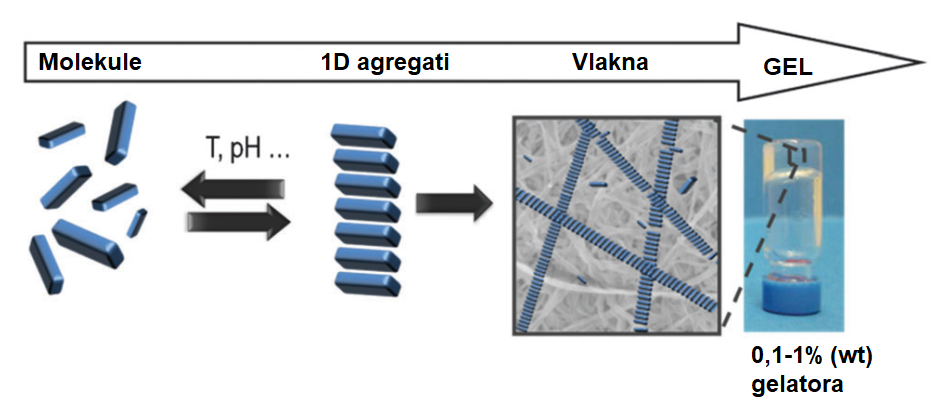 Molekule
1D agregati
Vlakna
GEL
T, pH ...
0,1-1% (wt)
gelatora